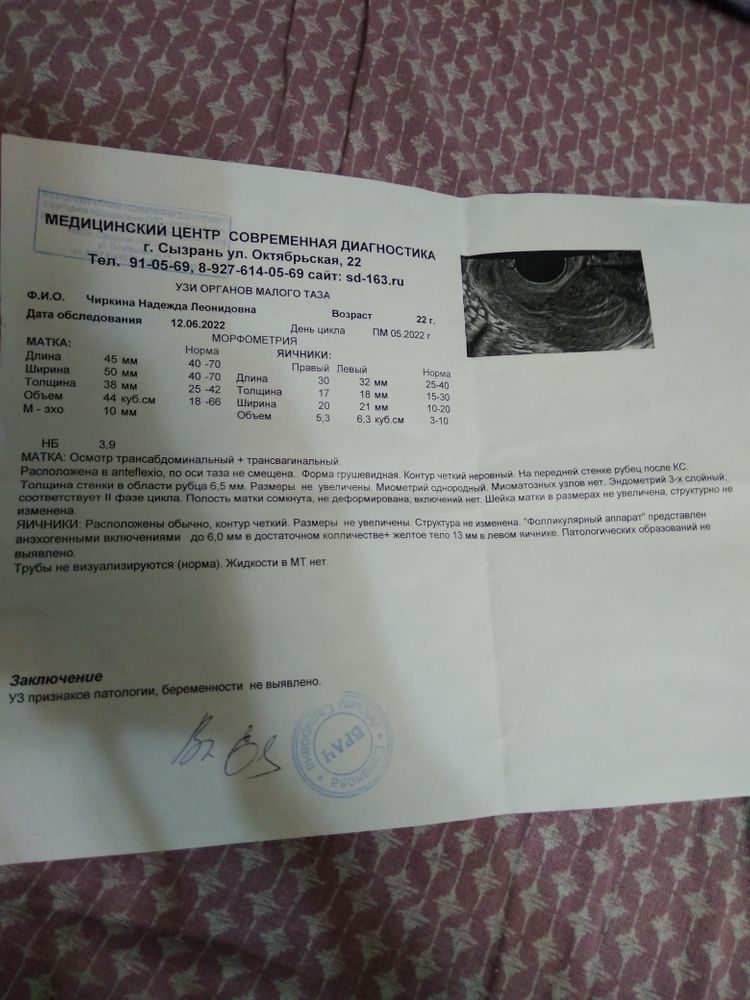 МЕДИЦИНСКИЙ ЦЕНТР СОВРЕМЕННАЯ ДИАГНОСТИКА
г. Сызрань ул. Октябрьская, 22
Тел. 91-05-69, 8-927-614-05-69 сайт: sd-163.ru
УЗИ ОРГАНОВ МАЛОГО ТАЗА
Ф.И.О. Чиркина Надежда Леонидовна Возраст 22 г.
Дата обследования 12.06.2022 День цикла ПМ 05.2022 г
МОРФОМЕТРИЯ
МАТКА: Норма ЯИЧНИКИ:
Правый Левый Норма
Длина 45 мм 40 -70 Длина 30 32 мм 25-40
Ширина 50 мм 40 -70 Толщина 17 18 мм 15-30
Толщина 38 мм 25 -42 Ширина 20 21 мм 10-20
Объем 44 куб.см 18 -66 Объем 5,3 6,3 куб.см 3-10
М - эхо 10 мм
НБ 3,9
МАТКА: Осмотр трансабдоминальный + трансвагинальный.
Расположена в anteflexio, по оси таза не смещена. Форма грушевидная. Контур четкий неровный. На передней стенке рубец после КС.
Толщина стенки в области рубца 6,5 мм. Размеры не увеличены. Миометрий однородный. Миоматозных узлов нет. Эндометрий 3-х слойный,
соответствует II фазе цикла. Полость матки сомкнута, не деформирована, включений нет. Шейка матки в размерах не увеличена, структурно не
изменена.
ЯИЧНИКИ: Расположены обычно, контур четкий. Размеры не увеличены. Структура не изменена. "Фолликулярный аппарат" представлен
анэхогенными включениями до 6,0 мм в достаточном колличестве+ желтое тело 13 мм в левом яичнике. Патологических образований не
выявлено.
Трубы не визуализируются (норма). Жидкости в МТ нет.
Заключение
УЗ признаков патологии, беременности не выявлено.
ВРАЧ